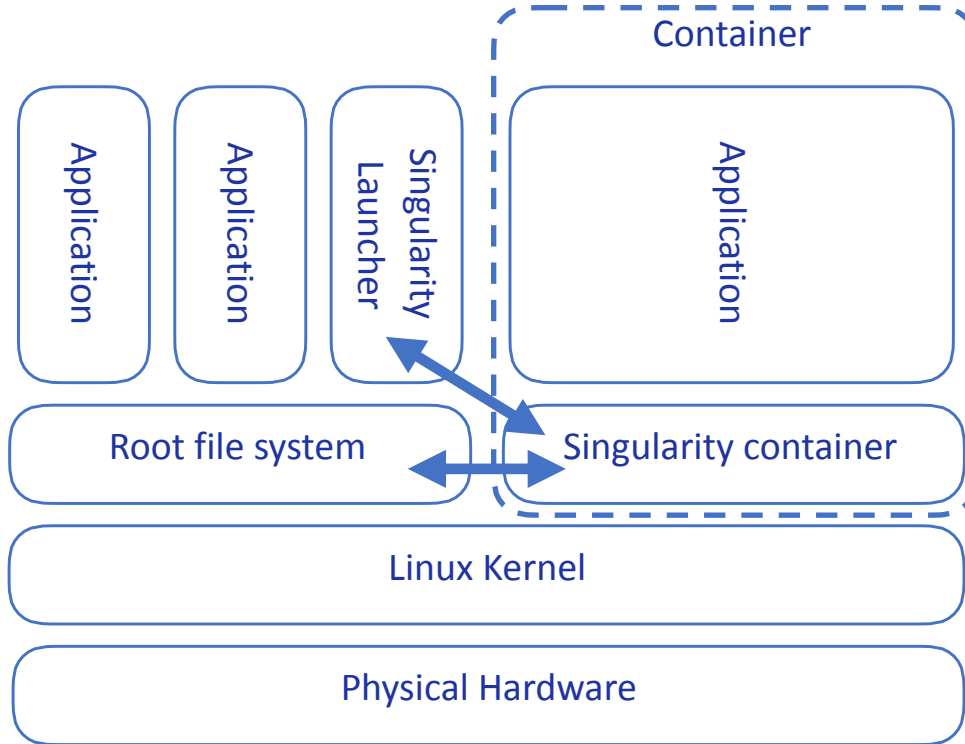 Container
Application
Application
Singularity
Launcher
Application
Root file system
Singularity container
Linux Kernel
Physical Hardware